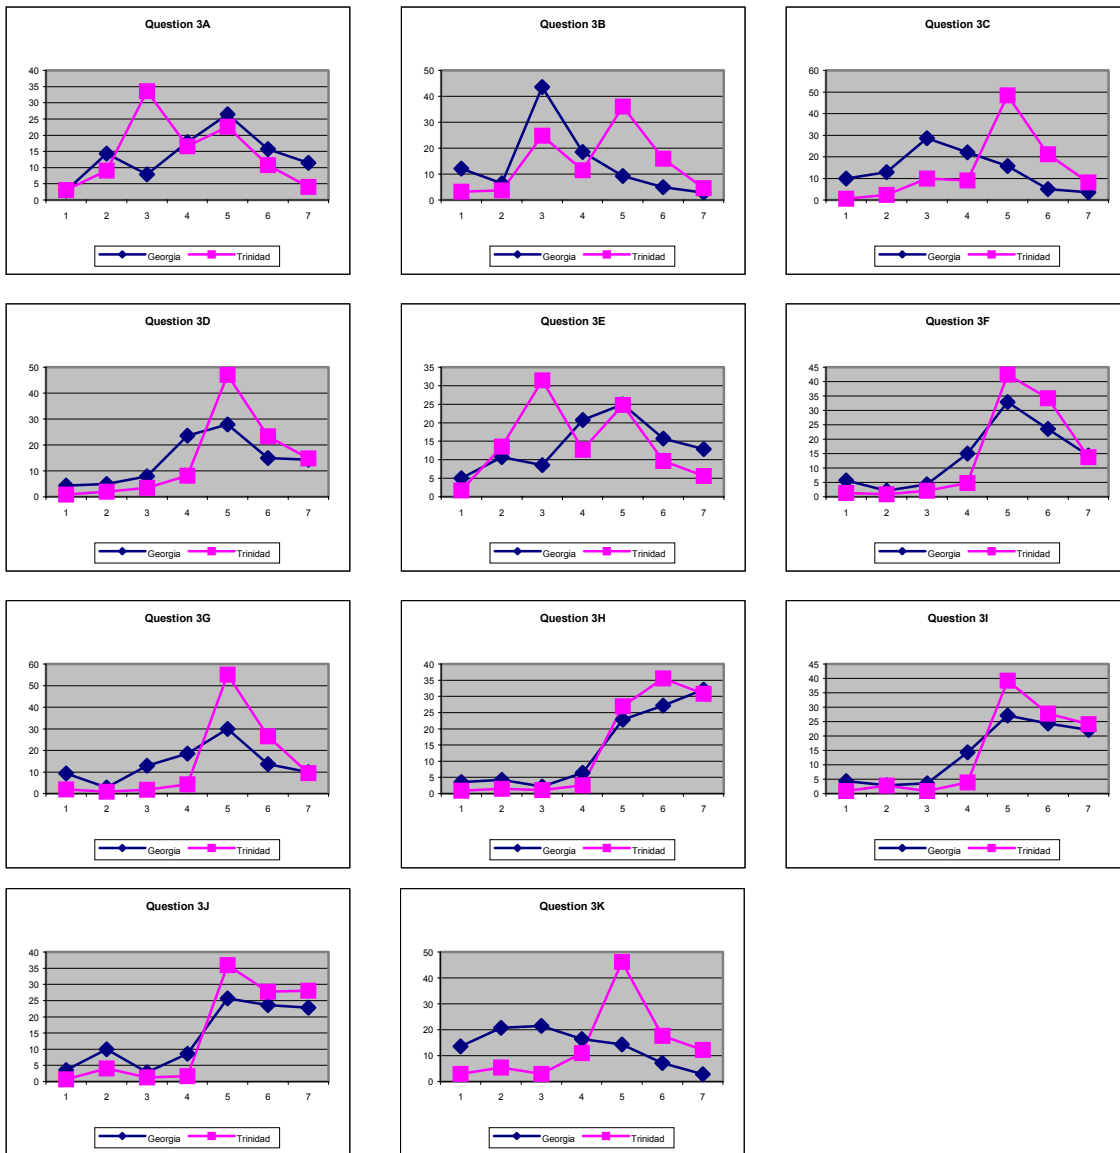 Question 3A
40
35
30
25
20
15
10
5
0
1 2 3 4 5 6 7
Georgia Trinidad
Question 3B
50
40
30
20
10
0
1 2 3 4 5 6 7
Georgia Trinidad
Question 3C
60
50
40
30
20
10
0
1 2 3 4 5 6 7
Georgia Trinidad
Question 3D
50
40
30
20
10
0
1 2 3 4 5 6 7
Georgia Trinidad
Question 3E
35
30
25
20
15
10
5
0
1 2 3 4 5 6 7
Georgia Trinidad
Question 3F
45
40
35
30
25
20
15
10
5
0
1 2 3 4 5 6 7
Georgia Trinidad
Question 3G
60
50
40
30
20
10
0
1 2 3 4 5 6 7
Georgia Trinidad
Question 3H
40
35
30
25
20
15
10
5
0
1 2 3 4 5 6 7
Georgia Trinidad
Question 3I
45
40
35
30
25
20
15
10
5
0
1 2 3 4 5 6 7
Georgia Trinidad
Question 3J
40
35
30
25
20
15
10
5
0
1 2 3 4 5 6 7
Georgia Trinidad
Question 3K
50
40
30
20
10
0
1 2 3 4 5 6 7
Georgia Trinidad